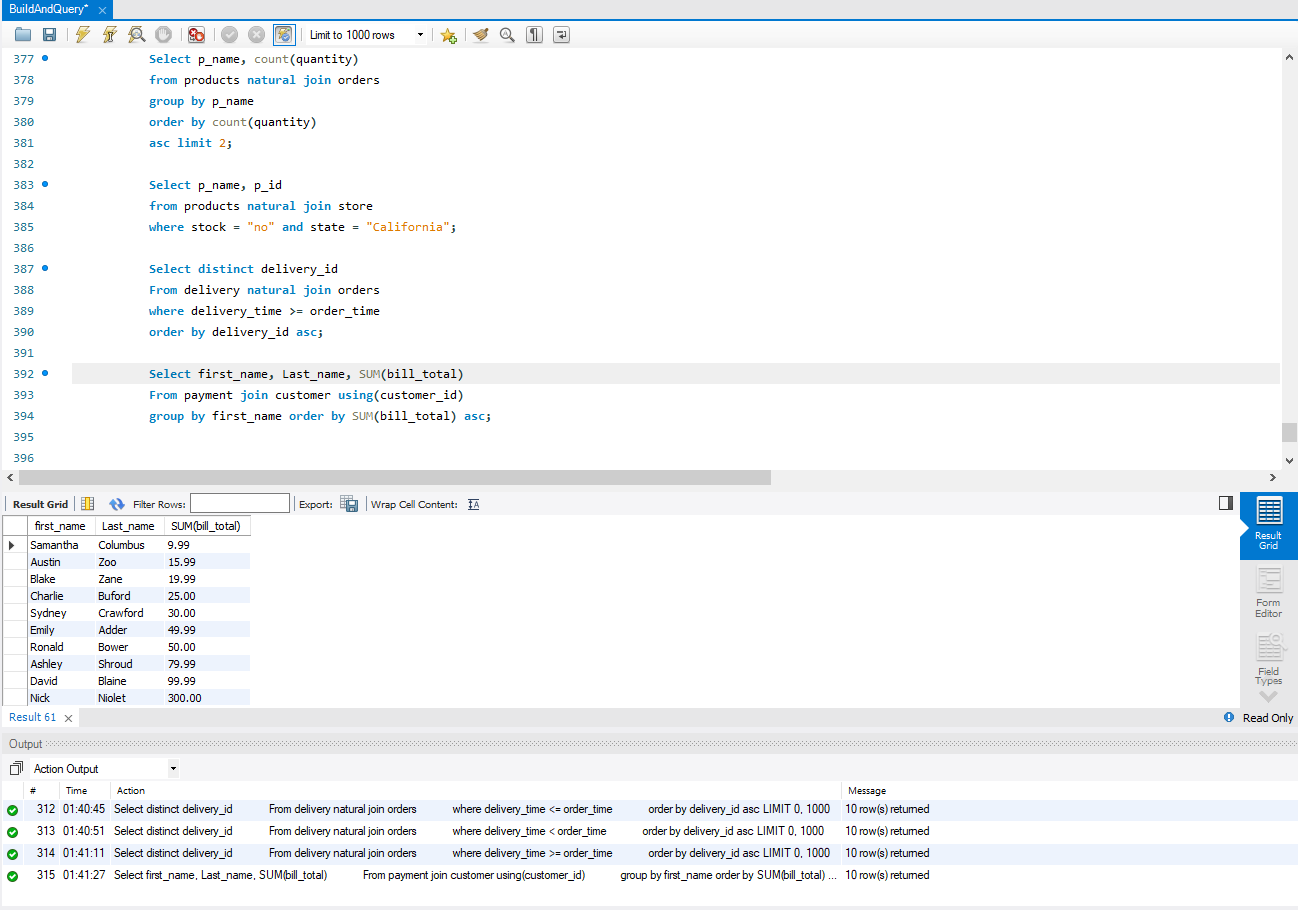 BuildAndQuery*
Limit to 1000 rows
377 Select p_name, count(quantity)
378 from products natural join orders
379 group by p_name
380 order by count(quantity)
381 asc limit 2;
382
383 Select p_name, p_id
384 from products natural join store
385 where stock = "no" and state = "California";
386
387 Select distinct delivery_id
388 From delivery natural join orders
389 where delivery_time >= order_time
390 order by delivery_id asc;
391
392 Select first_name, Last_name, SUM(bill_total)
393 From payment join customer using(customer_id)
394 group by first_name order by SUM(bill_total) asc;
395
396
Result Grid Filter Rows: Export: Wrap Cell Content:
first_name Last_name SUM(bill_total)
Samantha Columbus 9.99
Austin Zoo 15.99
Blake Zane 19.99
Charlie Buford 25.00
Sydney Crawford 30.00
Emily Adder 49.99
Ronald Bower 50.00
Ashley Shroud 79.99
David Blaine 99.99
Nick Niolet 300.00
Result
Grid
Form
Editor
Field
Types
Result 61
Read Only
Output
Action Output
# Time Action Message
312 01:40:45 Select distinct delivery_id From delivery natural join orders where delivery_time <= order_time order by delivery_id asc LIMIT 0, 1000 10 row(s) returned
313 01:40:51 Select distinct delivery_id From delivery natural join orders where delivery_time < order_time order by delivery_id asc LIMIT 0, 1000 10 row(s) returned
314 01:41:11 Select distinct delivery_id From delivery natural join orders where delivery_time >= order_time order by delivery_id asc LIMIT 0, 1000 10 row(s) returned
315 01:41:27 Select first_name, Last_name, SUM(bill_total) From payment join customer using(customer_id) group by first_name order by SUM(bill_total) ... 10 row(s) returned